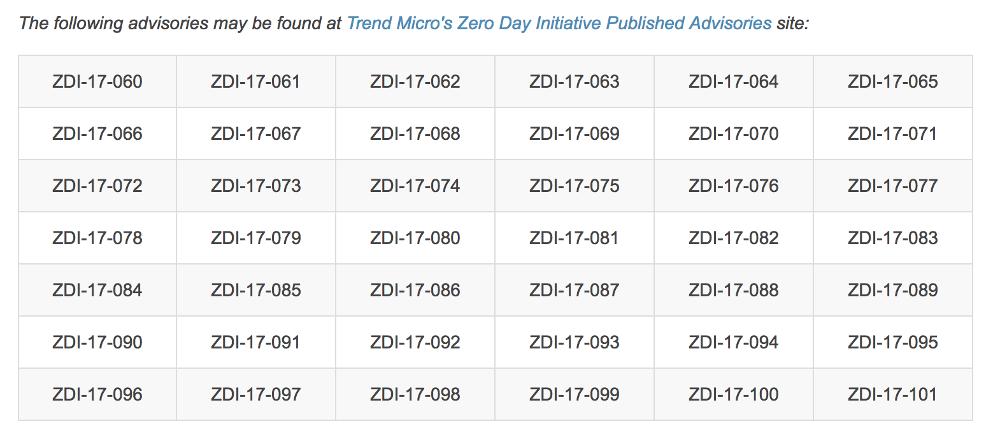 The following advisories may be found at Trend Micro's Zero Day Initiative Published Advisories site:
ZDI-17-060 ZDI-17-061 ZDI-17-062 ZDI-17-063 ZDI-17-064 ZDI-17-065
ZDI-17-066 ZDI-17-067 ZDI-17-068 ZDI-17-069 ZDI-17-070 ZDI-17-071
ZDI-17-072 ZDI-17-073 ZDI-17-074 ZDI-17-075 ZDI-17-076 ZDI-17-077
ZDI-17-078 ZDI-17-079 ZDI-17-080 ZDI-17-081 ZDI-17-082 ZDI-17-083
ZDI-17-084 ZDI-17-085 ZDI-17-086 ZDI-17-087 ZDI-17-088 ZDI-17-089
ZDI-17-090 ZDI-17-091 ZDI-17-092 ZDI-17-093 ZDI-17-094 ZDI-17-095
ZDI-17-096 ZDI-17-097 ZDI-17-098 ZDI-17-099 ZDI-17-100 ZDI-17-101